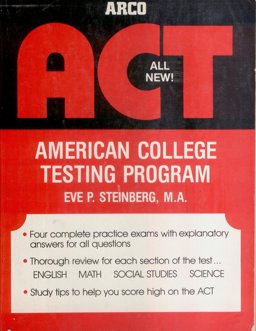 ARCO
ACT
ALL
NEW!
AMERICAN COLLEGE
TESTING PROGRAM
EVE P. STEINBERG, M.A.
• Four complete practice exams with explanatory
answers for all questions
• Thorough review for each section of the test...
ENGLISH MATH SOCIAL STUDIES SCIENCE
• Study tips to help you score high on the ACT